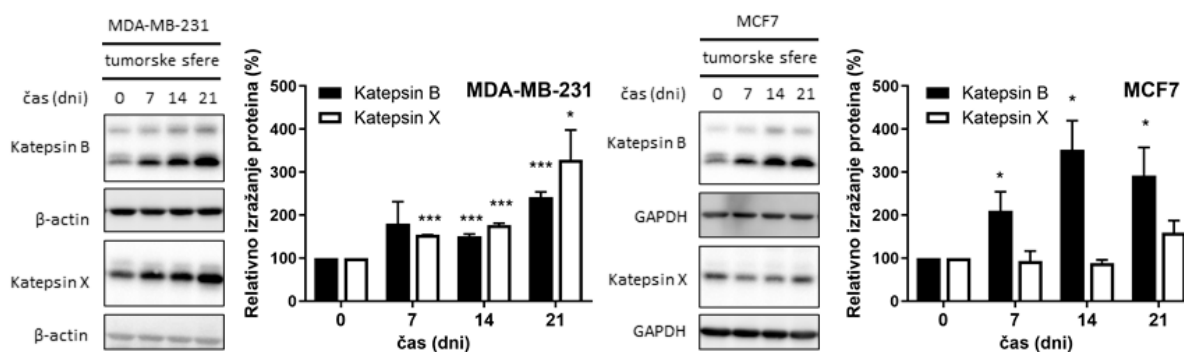 MDA-MB-231
tumorske sfere
čas (dni) 0 7 14 21
Katepsin B
β-actin
Katepsin X
β-actin
Relativno izražanje proteina (%)
500
400
300
200
100
0
Katepsin B
Katepsin X
MDA-MB-231
*** *** *** *** *
0 7 14 21
čas (dni)
MCF7
tumorske sfere
čas (dni) 0 7 14 21
Katepsin B
GAPDH
Katepsin X
GAPDH
Relativno izražanje proteina (%)
500
400
300
200
100
0
Katepsin B
Katepsin X
MCF7
* * *
0 7 14 21
čas (dni)